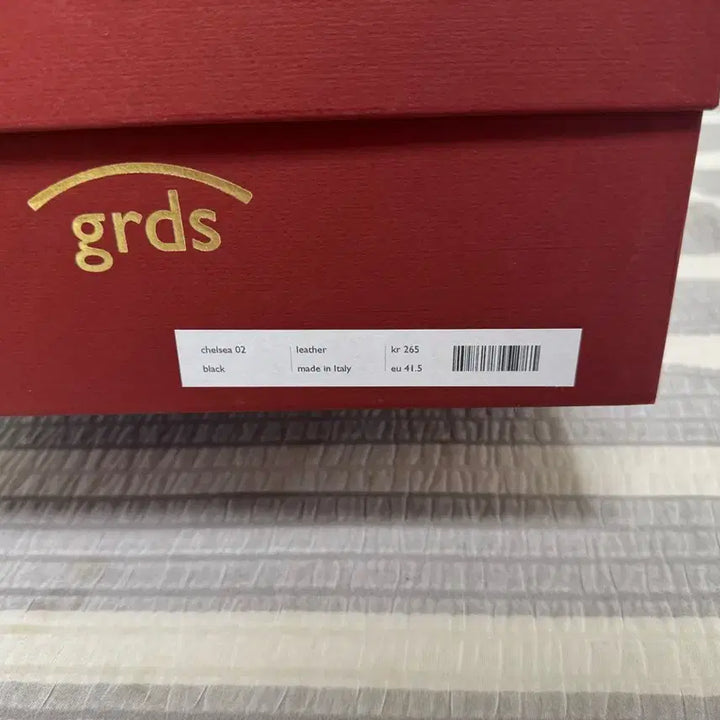 grds
chelsea 02 leather kr 265
black made in Italy eu 41.5